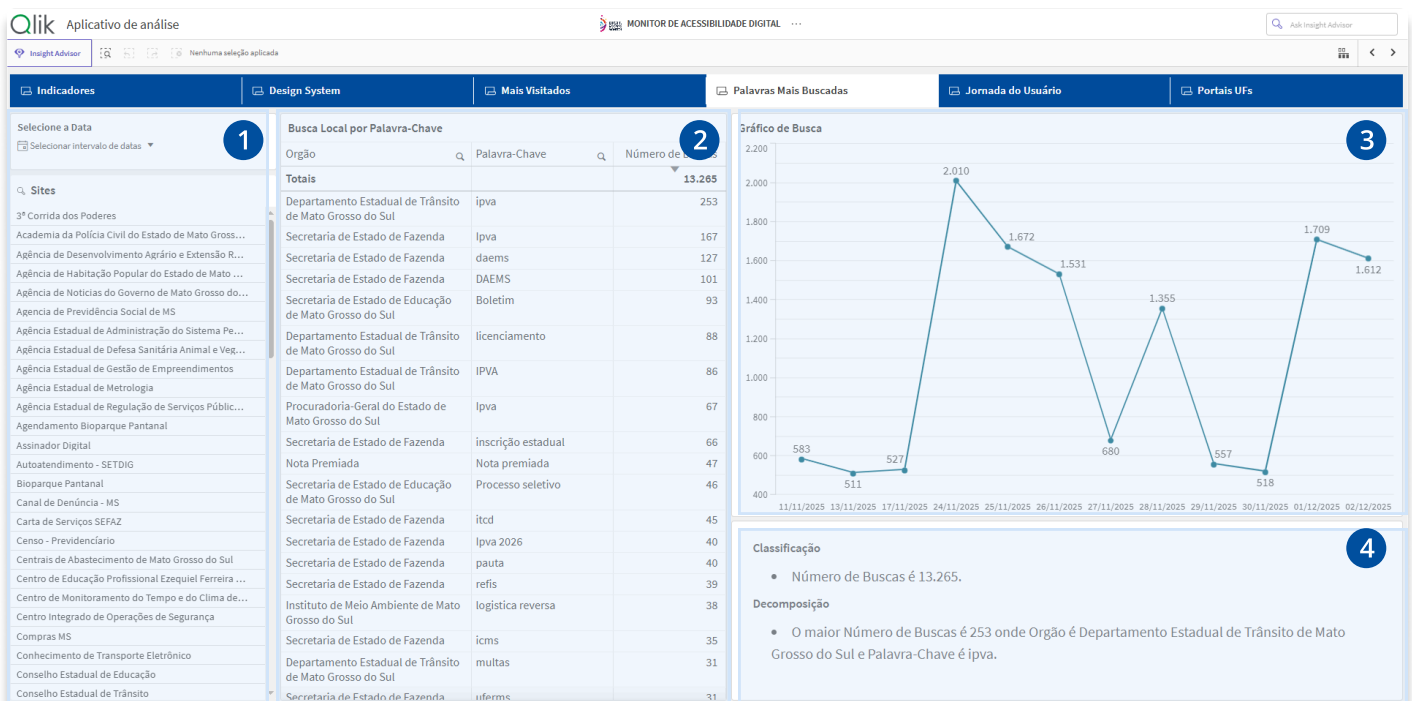 Qlik Aplicativo de análise
MONITOR DE ACESSIBILIDADE DIGITAL ...
Ask Insight Advisor
Insight Advisor
Nenhuma seleção aplicada
Indicadores
Design System
Mais Visitados
Palavras Mais Buscadas
Jornada do Usuário
Portais UFs
Selecione a Data
Selecionar intervalo de datas
1
Sites
3ª Corrida dos Poderes
Academia da Polícia Civil do Estado de Mato Gross...
Agência de Desenvolvimento Agrário e Extensão R...
Agência de Habitação Popular do Estado de Mato ...
Agência de Noticias do Governo de Mato Grosso do...
Agencia de Previdência Social de MS
Agência Estadual de Administração do Sistema Pe...
Agência Estadual de Defesa Sanitária Animal e Veg...
Agência Estadual de Gestão de Empreendimentos
Agência Estadual de Metrologia
Agência Estadual de Regulação de Serviços Públic...
Agendamento Bioparque Pantanal
Assinador Digital
Autoatendimento - SETDIG
Bioparque Pantanal
Canal de Denúncia - MS
Carta de Serviços SEFAZ
Censo - Previdencíario
Centrais de Abastecimento de Mato Grosso do Sul
Centro de Educação Profissional Ezequiel Ferreira ...
Centro de Monitoramento do Tempo e do Clima de...
Centro Integrado de Operações de Segurança
Compras MS
Conhecimento de Transporte Eletrônico
Conselho Estadual de Educação
Conselho Estadual de Trânsito
Busca Local por Palavra-Chave
2
Orgão Palavra-Chave Número de
Totais 13.265
Departamento Estadual de Trânsito ipva 253
de Mato Grosso do Sul
Secretaria de Estado de Fazenda Ipva 167
Secretaria de Estado de Fazenda daems 127
Secretaria de Estado de Fazenda DAEMS 101
Secretaria de Estado de Educação Boletim 93
de Mato Grosso do Sul
Departamento Estadual de Trânsito licenciamento 88
de Mato Grosso do Sul
Departamento Estadual de Trânsito IPVA 86
de Mato Grosso do Sul
Procuradoria-Geral do Estado de Ipva 67
Mato Grosso do Sul
Secretaria de Estado de Fazenda inscrição estadual 66
Nota Premiada Nota premiada 47
Secretaria de Estado de Educação Processo seletivo 46
de Mato Grosso do Sul
Secretaria de Estado de Fazenda itcd 45
Secretaria de Estado de Fazenda Ipva 2026 40
Secretaria de Estado de Fazenda pauta 40
Secretaria de Estado de Fazenda refis 39
Instituto de Meio Ambiente de Mato logistica reversa 38
Grosso do Sul
Secretaria de Estado de Fazenda icms 35
Departamento Estadual de Trânsito multas 31
de Mato Grosso do Sul
Secretaria de Estado de Fazenda uferms 31
Gráfico de Busca
3
2.200
2.000
1.800
1.600
1.400
1.200
1.000
800
600
400
583
511
527
2.010
1.672
1.531
680
1.355
557
518
1.709
1.612
11/11/2025 13/11/2025 17/11/2025 24/11/2025 25/11/2025 26/11/2025 27/11/2025 28/11/2025 29/11/2025 30/11/2025 01/12/2025 02/12/2025
4
Classificação
• Número de Buscas é 13.265.
Decomposição
• O maior Número de Buscas é 253 onde Orgão é Departamento Estadual de Trânsito de Mato
Grosso do Sul e Palavra-Chave é ipva.